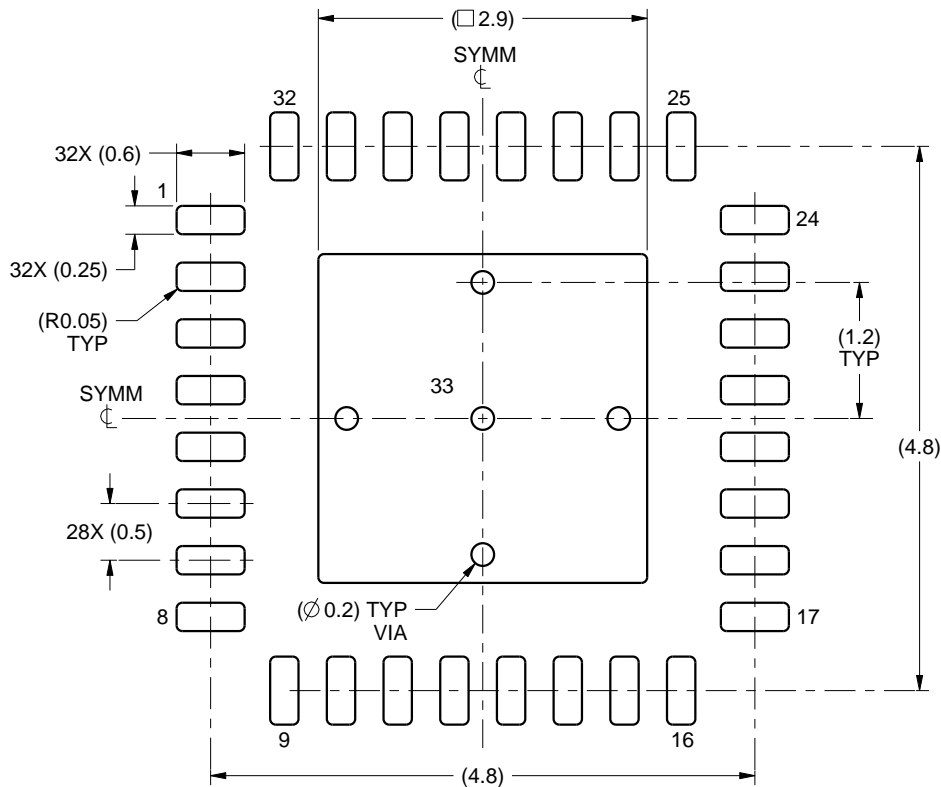 (□ 2.9)
SYMM
℄
32
25
32X (0.6)
1
24
32X (0.25)
(R0.05)
TYP
(1.2)
TYP
33
SYMM
℄
(4.8)
28X (0.5)
(∅ 0.2) TYP
VIA
8
17
9
16
(4.8)